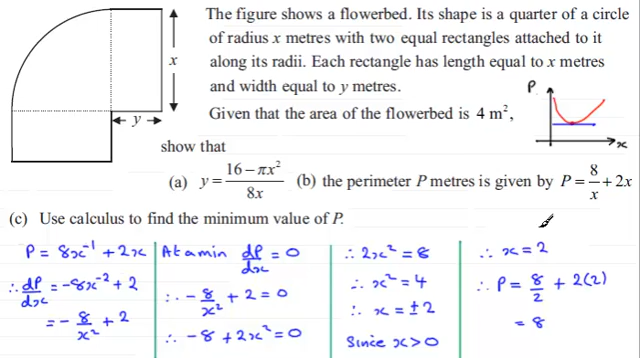 The figure shows a flowerbed. Its shape is a quarter of a circle
of radius x metres with two equal rectangles attached to it
along its radii. Each rectangle has length equal to x metres
and width equal to y metres.
Given that the area of the flowerbed is 4 m²,
x
y
P
x
show that
(a) y = (16 − πx²)/(8x) (b) the perimeter P metres is given by P = 8/x + 2x
(c) Use calculus to find the minimum value of P.
P = 8x⁻¹ + 2x
∴ dP/dx = −8x⁻² + 2
= − 8/x² + 2
At a min dP/dx = 0
∴ − 8/x² + 2 = 0
∴ −8 + 2x² = 0
∴ 2x² = 8
∴ x² = 4
∴ x = ±2
Since x > 0
∴ x = 2
∴ P = 8/2 + 2(2)
= 8